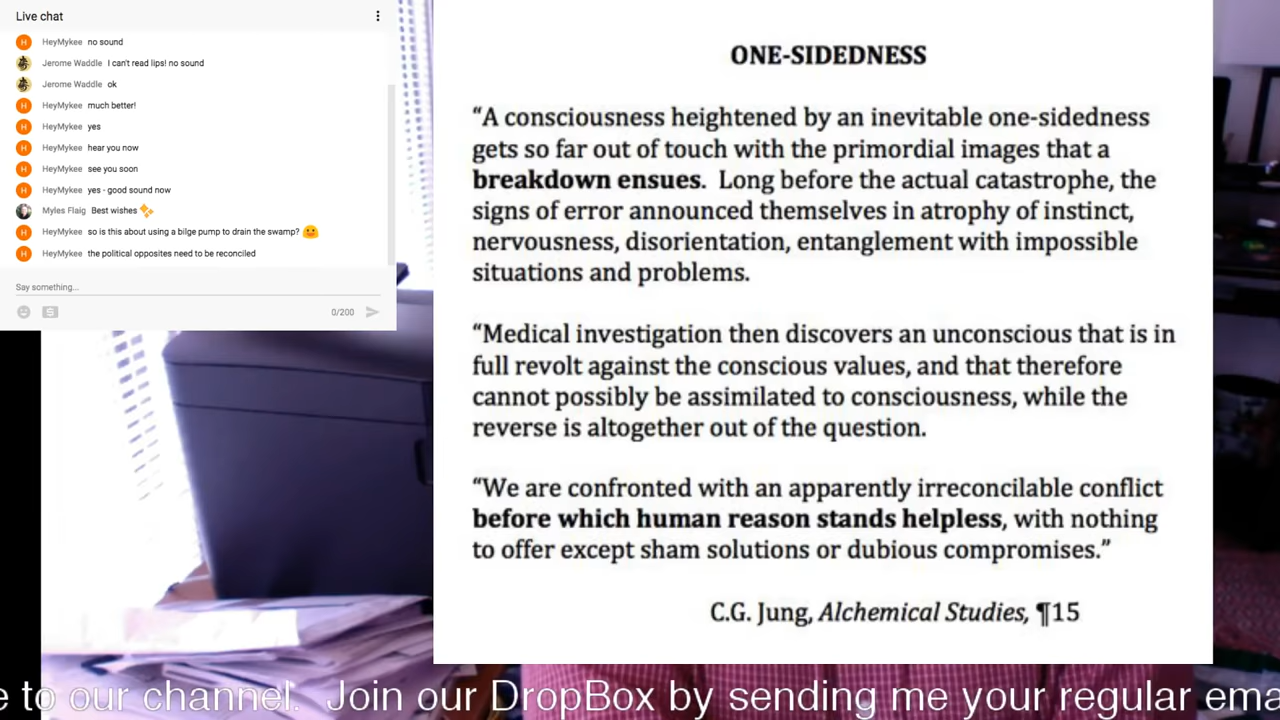 Live chat
HeyMykee no sound
Jerome Waddle I can't read lips! no sound
Jerome Waddle ok
HeyMykee much better!
HeyMykee yes
HeyMykee hear you now
HeyMykee see you soon
HeyMykee yes - good sound now
Myles Flaig Best wishes ✨
HeyMykee so is this about using a bilge pump to drain the swamp?
HeyMykee the political opposites need to be reconciled
Say something...
0/200
ONE-SIDEDNESS
“A consciousness heightened by an inevitable one-sidedness
gets so far out of touch with the primordial images that a
breakdown ensues. Long before the actual catastrophe, the
signs of error announced themselves in atrophy of instinct,
nervousness, disorientation, entanglement with impossible
situations and problems.
“Medical investigation then discovers an unconscious that is in
full revolt against the conscious values, and that therefore
cannot possibly be assimilated to consciousness, while the
reverse is altogether out of the question.
“We are confronted with an apparently irreconcilable conflict
before which human reason stands helpless, with nothing
to offer except sham solutions or dubious compromises.”
C.G. Jung, Alchemical Studies, ¶15
e to our channel. Join our DropBox by sending me your regular ema